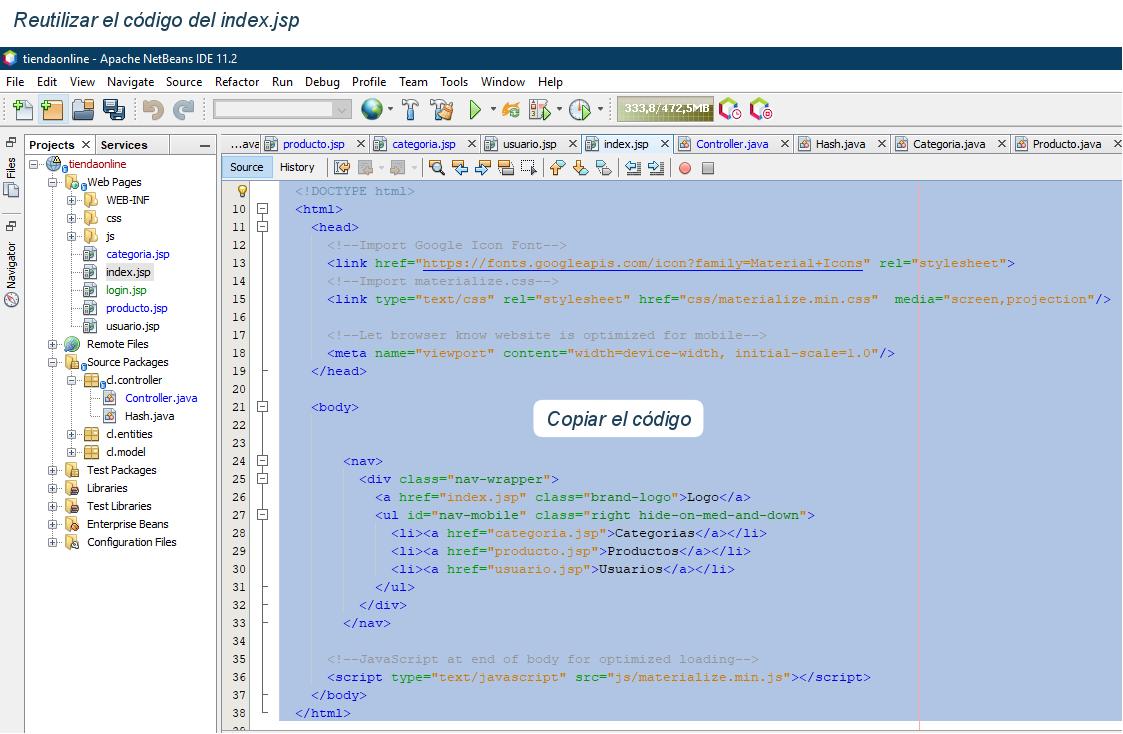 Reutilizar el código del index.jsp
tiendaonline - Apache NetBeans IDE 11.2
File Edit View Navigate Source Refactor Run Debug Profile Team Tools Window Help
333,8/472,5MB
Projects Services
...ava producto.jsp categoria.jsp usuario.jsp index.jsp Controller.java Hash.java Categoria.java Producto.java
Source History
Files
Navigator
tiendaonline
Web Pages
WEB-INF
css
js
categoria.jsp
index.jsp
login.jsp
producto.jsp
usuario.jsp
Remote Files
Source Packages
cl.controller
Controller.java
Hash.java
cl.entities
cl.model
Test Packages
Libraries
Test Libraries
Enterprise Beans
Configuration Files
<!DOCTYPE html>
10 <html>
11 <head>
12 <!--Import Google Icon Font-->
13 <link href="https://fonts.googleapis.com/icon?family=Material+Icons" rel="stylesheet">
14 <!--Import materialize.css-->
15 <link type="text/css" rel="stylesheet" href="css/materialize.min.css"  media="screen,projection"/>
16
17 <!--Let browser know website is optimized for mobile-->
18 <meta name="viewport" content="width=device-width, initial-scale=1.0"/>
19 </head>
20
21 <body>
Copiar el código
22
23
24 <nav>
25 <div class="nav-wrapper">
26 <a href="index.jsp" class="brand-logo">Logo</a>
27 <ul id="nav-mobile" class="right hide-on-med-and-down">
28 <li><a href="categoria.jsp">Categorias</a></li>
29 <li><a href="producto.jsp">Productos</a></li>
30 <li><a href="usuario.jsp">Usuarios</a></li>
31 </ul>
32 </div>
33 </nav>
34
35 <!--JavaScript at end of body for optimized loading-->
36 <script type="text/javascript" src="js/materialize.min.js"></script>
37 </body>
38 </html>